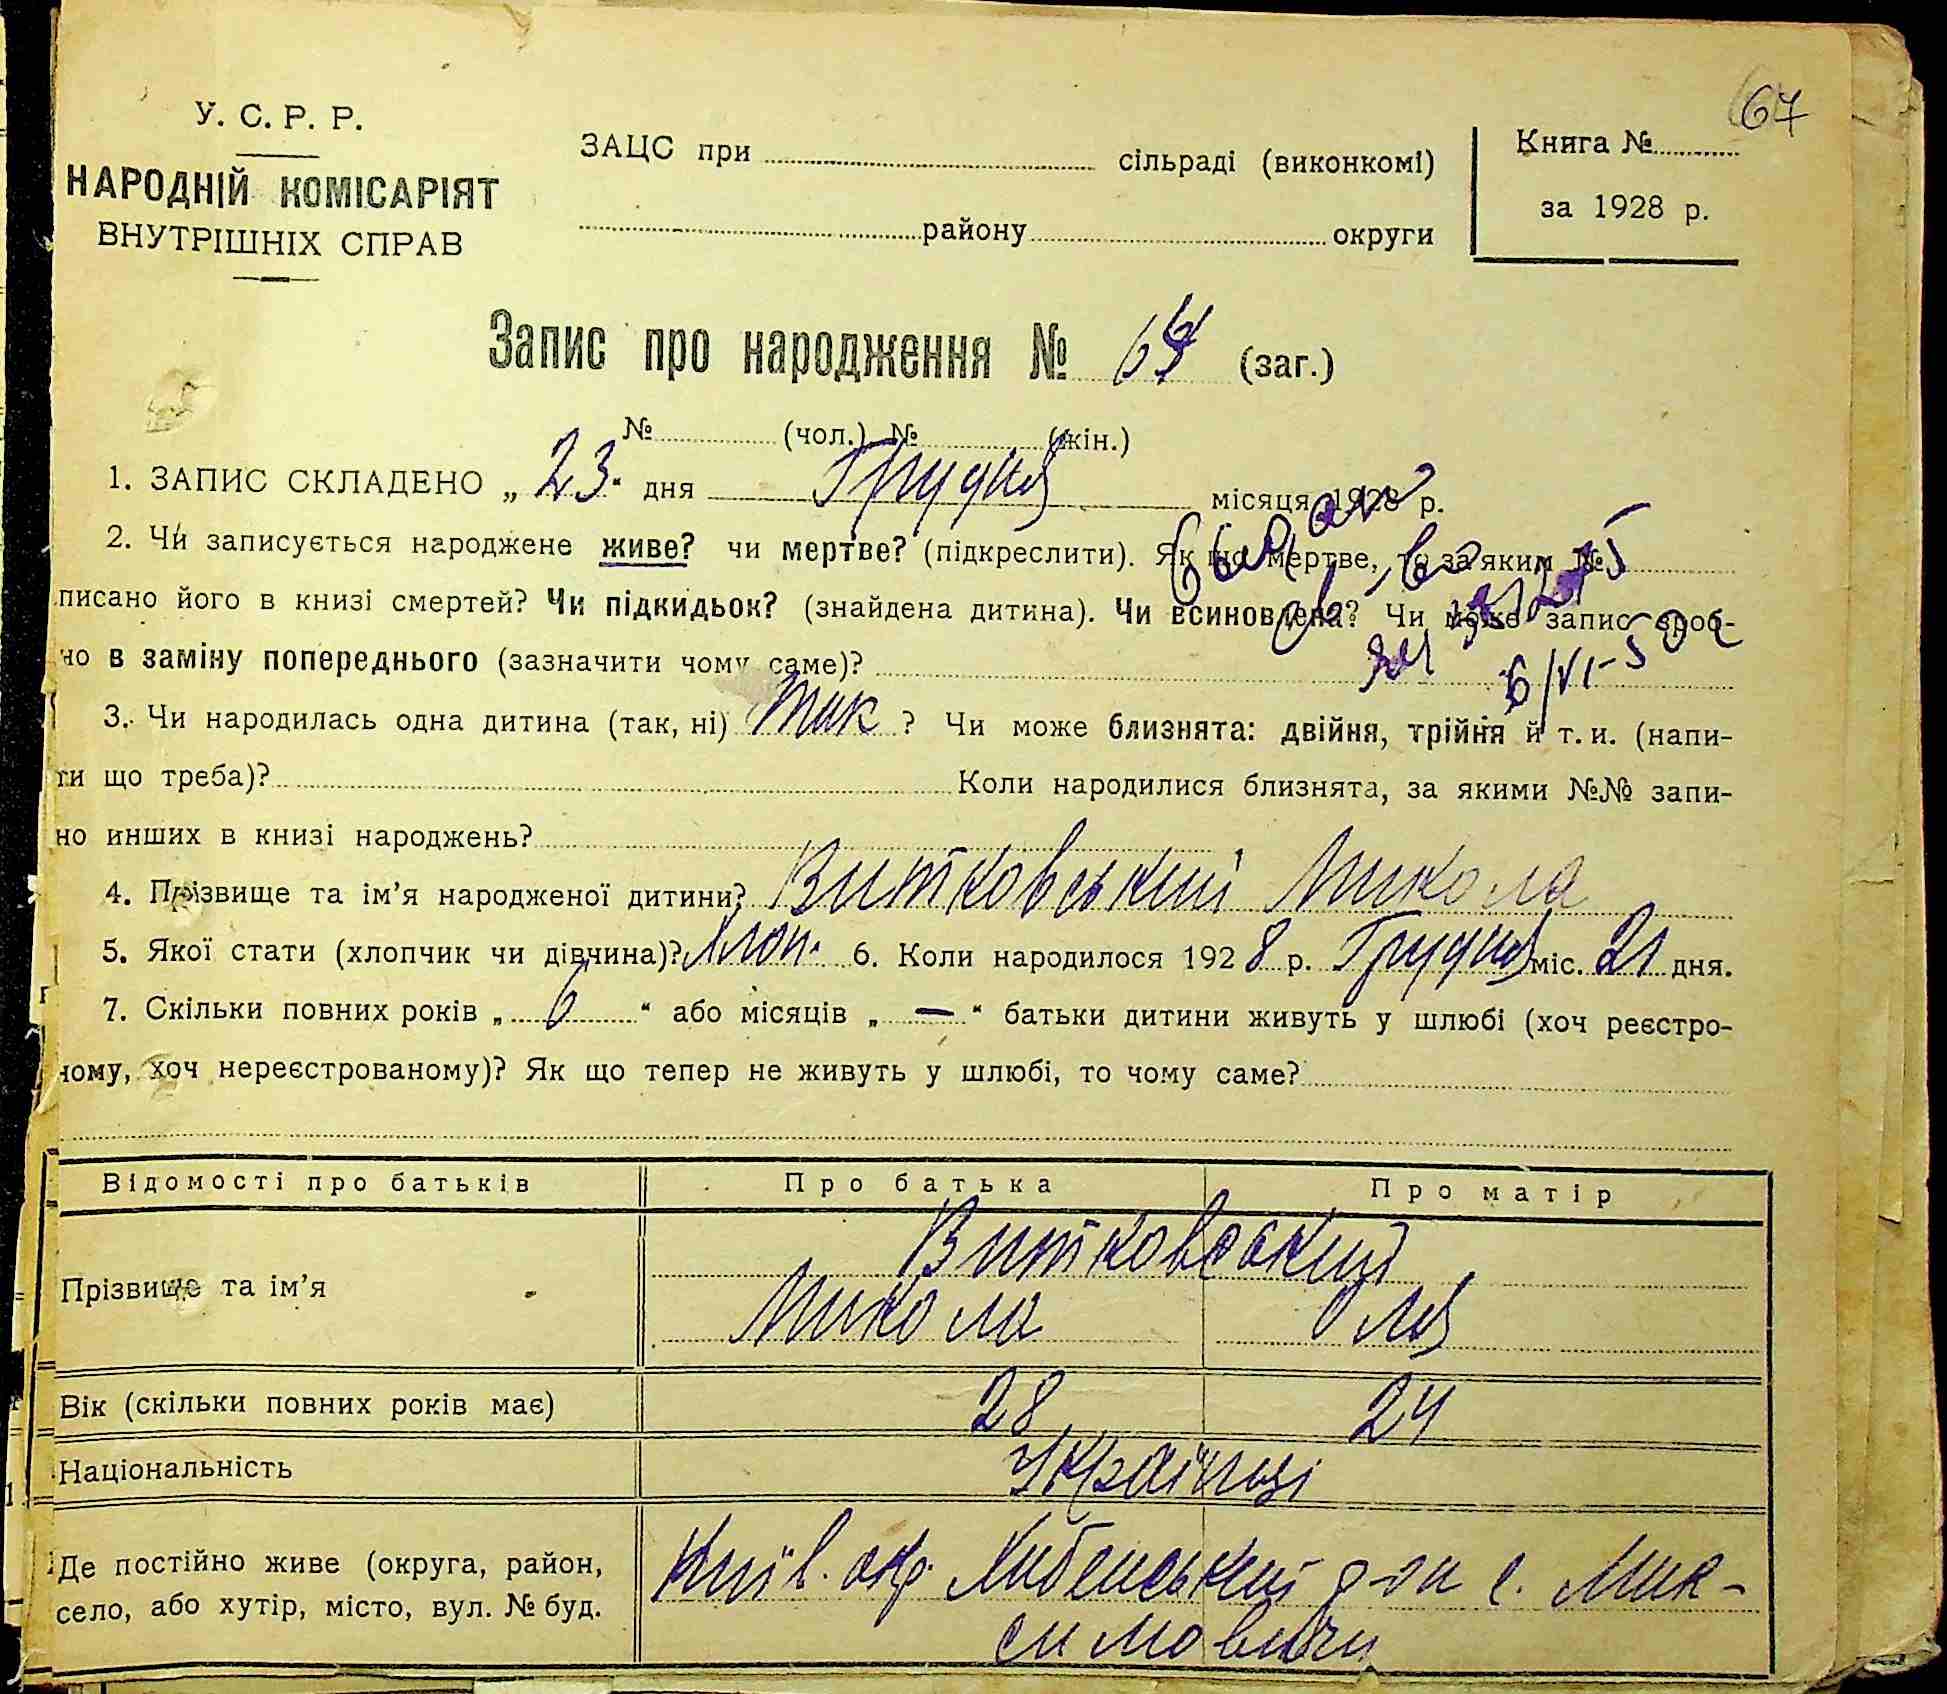 67
У. С. Р. Р.
НАРОДНІЙ КОМІСАРІЯТ
ВНУТРІШНІХ СПРАВ
ЗАЦС при сільраді (виконкомі)
району округи
Книга №
за 1928 р.
Запис про народження № (заг.)
№ (чол.) № (жін.)
1. ЗАПИС СКЛАДЕНО „ 23 “ дня Грудня місяця 1928 р.
2. Чи записується народжене живе? чи мертве? (підкреслити). Як що мертве, то за яким №
писано його в книзі смертей? Чи підкидьок? (знайдена дитина). Чи всиновлена? Чи може запис зроб-
но в заміну попереднього (зазначити чому саме)?
6/VI-50 г
3. Чи народилась одна дитина (так, ні) Так ? Чи може близнята: двійня, трійня й т. и. (напи-
ти що треба)? Коли народилися близнята, за якими №№ запи-
но инших в книзі народжень?
4. Прізвище та ім’я народженої дитини? Витковський Микола
5. Якої стати (хлопчик чи дівчина)? Хлоп. 6. Коли народилося 1928 р. Грудня міс. 21 дня.
7. Скільки повних років „ 6 “ або місяців „ — “ батьки дитини живуть у шлюбі (хоч реєстро-
ному, хоч нереєстрованому)? Як що тепер не живуть у шлюбі, то чому саме?
Відомості про батьків Про батька Про матір
Прізвище та ім’я Витковський
Микола Оля
Вік (скільки повних років має) 28 24
Національність Українці
Де постійно живе (округа, район, Київ. окр. Хабенський р-он с. Мак-
село, або хутір, місто, вул. № буд. симовичи